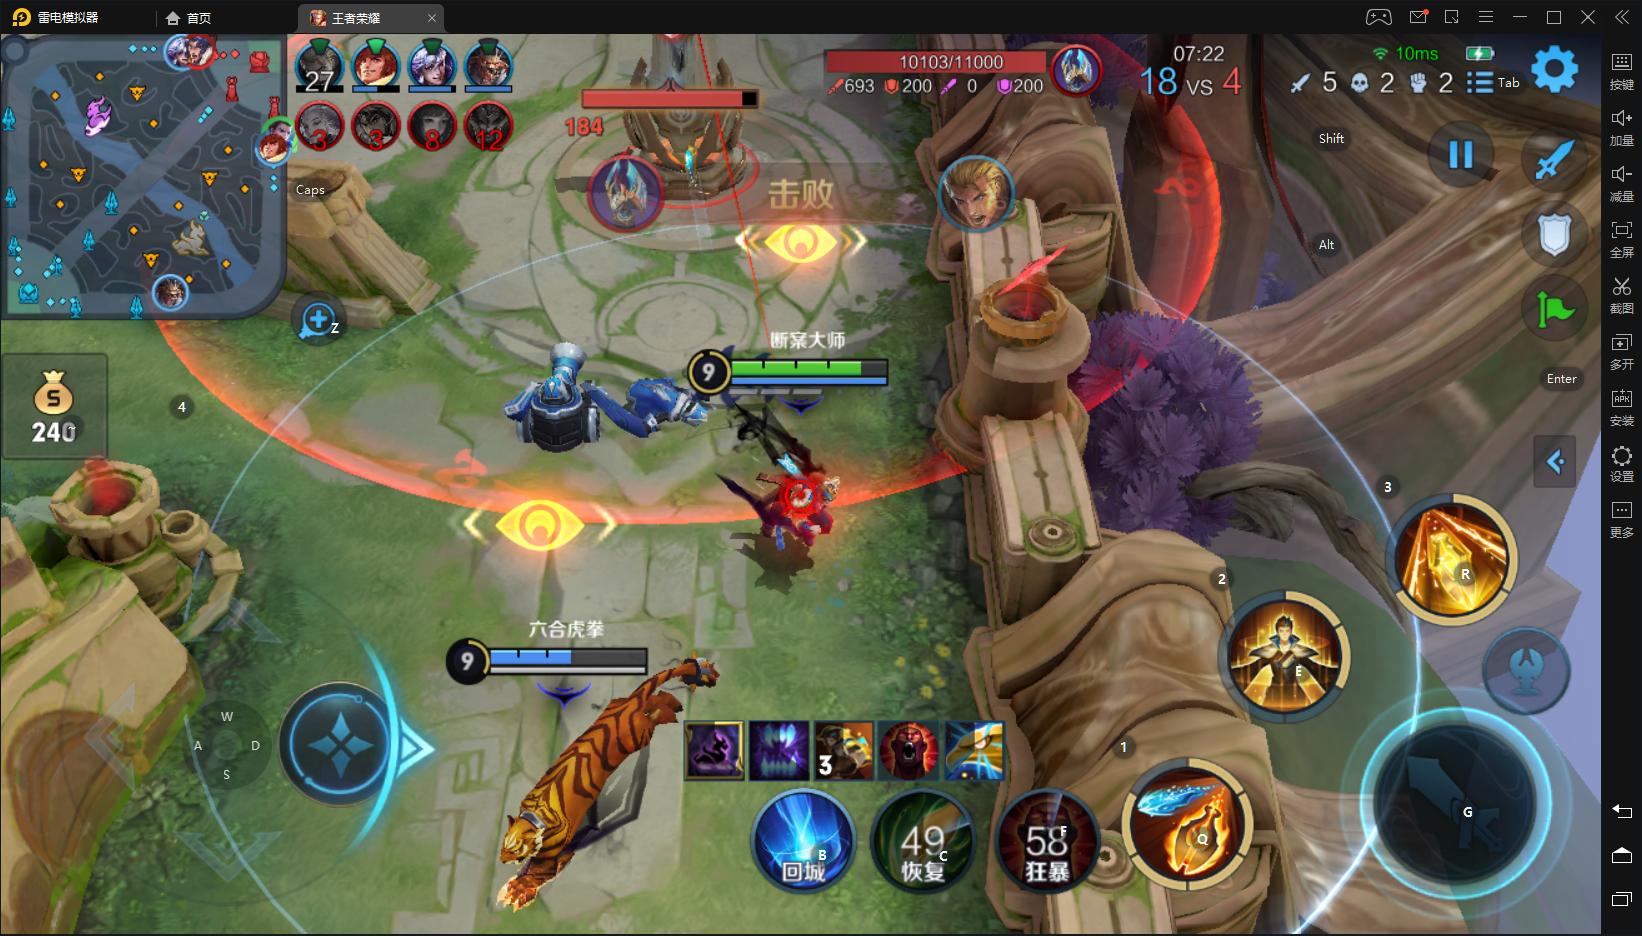 雷电模拟器
首页
王者荣耀
27
3
3
8
12
10103/11000
693
200
0
200
07:22
18 VS 4
10ms
5
2
2
Tab
按键
加量
减量
全屏
截图
多开
安装
设置
更多
184
击败
Shift
Caps
Alt
Z
断案大师
9
Enter
240
~
4
3
R
2
E
六合虎拳
9
W
A
D
S
3
1
Q
G
B
回城
49
C
恢复
58
F
狂暴